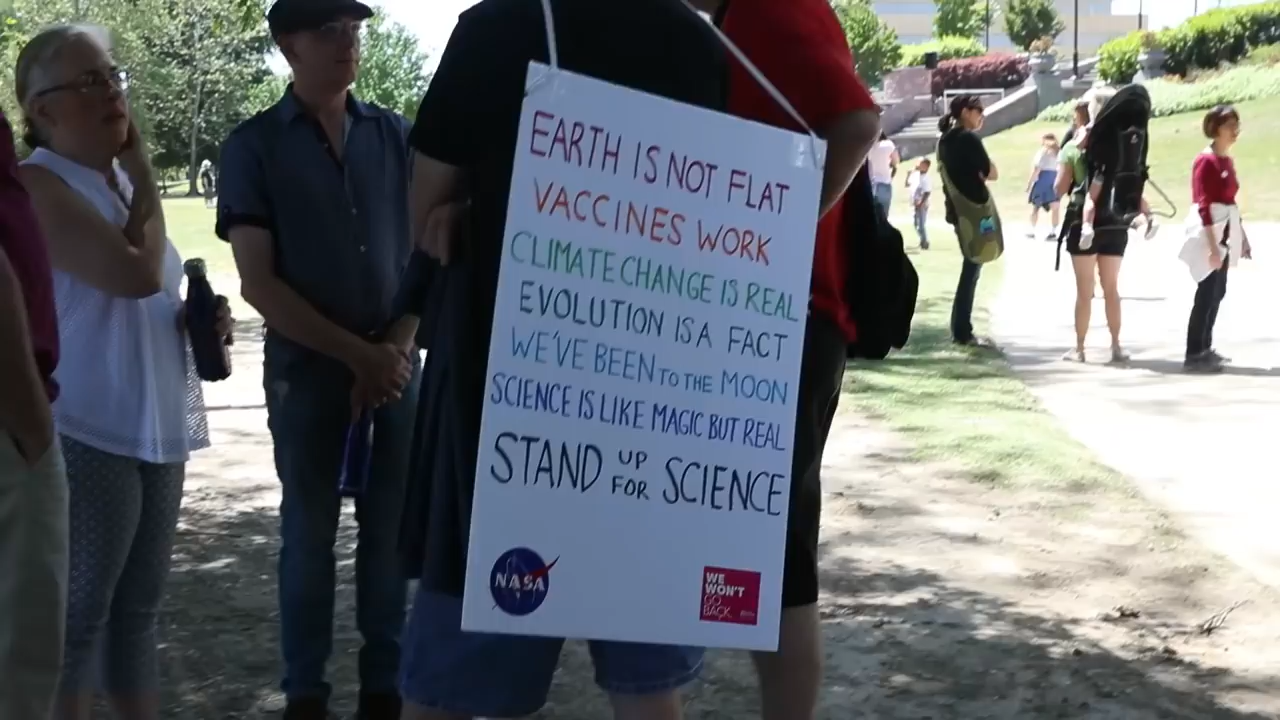 EARTH IS NOT FLAT
VACCINES WORK
CLIMATE CHANGE IS REAL
EVOLUTION IS A FACT
WE'VE BEEN TO THE MOON
SCIENCE IS LIKE MAGIC BUT REAL
STAND UP FOR SCIENCE
NASA
WE
WON'T
GO
BACK